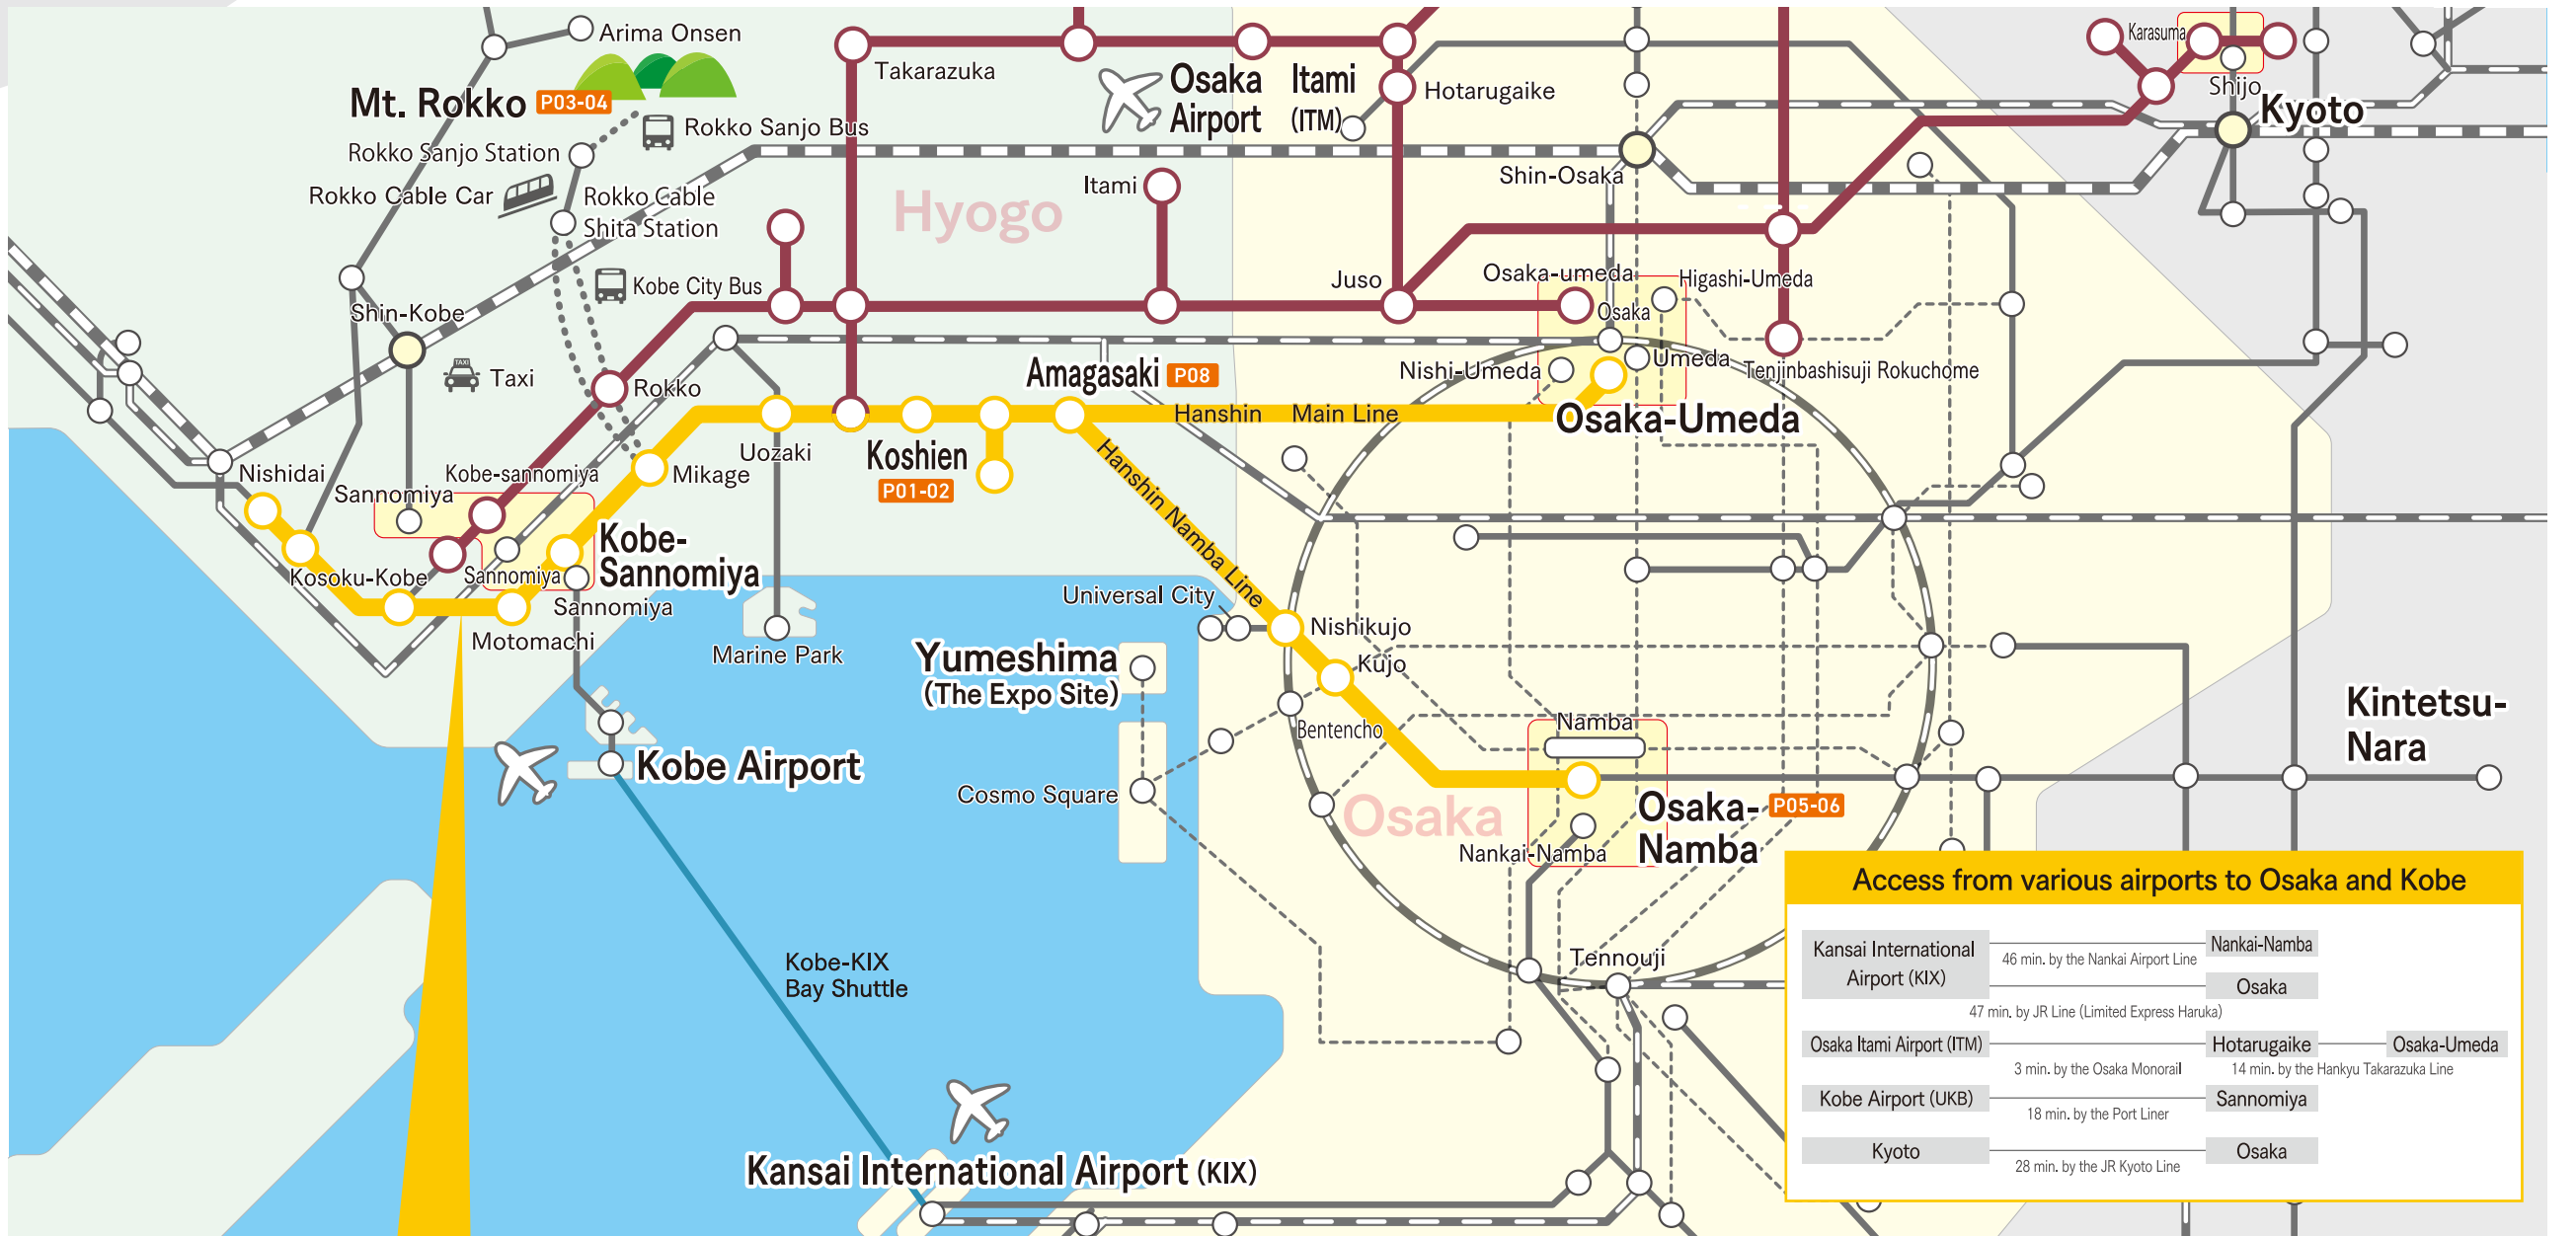 Arima Onsen
Mt. Rokko P03-04
Rokko Sanjo Bus
Rokko Sanjo Station
Rokko Cable Car
Rokko Cable
Shita Station
Kobe City Bus
Shin-Kobe
TAXI
Taxi
Takarazuka
Osaka Itami
Airport (ITM)
Hotarugaike
Hyogo
Itami
Juso
Shin-Osaka
Karasuma
Shijo
Kyoto
Osaka-umeda
Higashi-Umeda
Osaka
Umeda
Nishi-Umeda
Tenjinbashisuji Rokuchome
Osaka-Umeda
Rokko
Amagasaki P08
Hanshin Main Line
Hanshin Namba Line
Uozaki
Koshien
P01-02
Mikage
Nishidai
Kobe-sannomiya
Sannomiya
Kobe-
Sannomiya
Kosoku-Kobe
Sannomiya
Sannomiya
Motomachi
Marine Park
Universal City
Nishikujo
Kujo
Yumeshima
(The Expo Site)
Bentencho
Cosmo Square
Namba
Osaka
Osaka-
Namba
P05-06
Nankai-Namba
Kintetsu-
Nara
Kobe Airport
Kobe-KIX
Bay Shuttle
Tennouji
Kansai International Airport (KIX)
Access from various airports to Osaka and Kobe
Kansai International
Airport (KIX)
46 min. by the Nankai Airport Line
Nankai-Namba
Osaka
47 min. by JR Line (Limited Express Haruka)
Osaka Itami Airport (ITM)
Hotarugaike
Osaka-Umeda
3 min. by the Osaka Monorail
14 min. by the Hankyu Takarazuka Line
Kobe Airport (UKB)
Sannomiya
18 min. by the Port Liner
Kyoto
Osaka
28 min. by the JR Kyoto Line